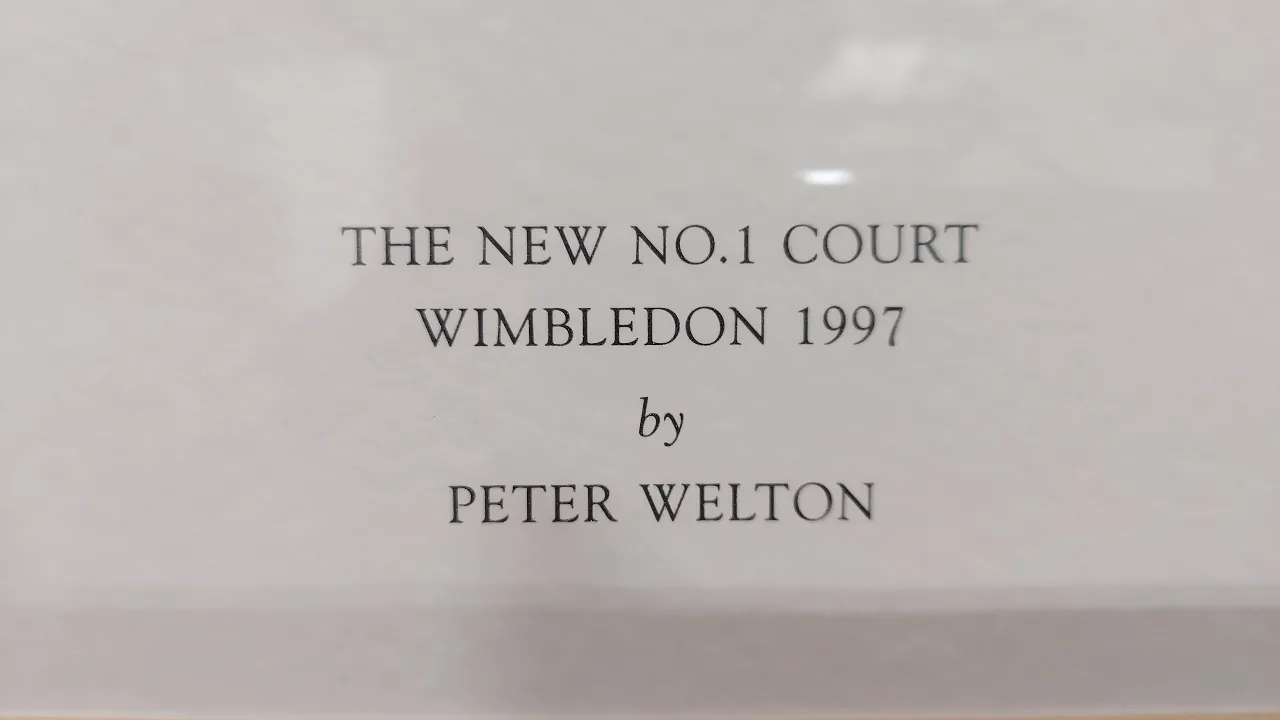 THE NEW NO.1 COURT
WIMBLEDON 1997
by
PETER WELTON